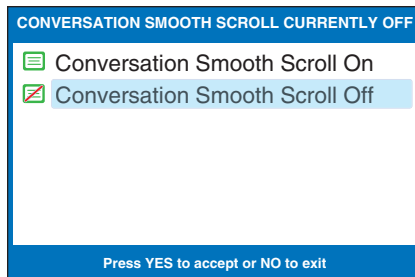 CONVERSATION SMOOTH SCROLL CURRENTLY OFF
Conversation Smooth Scroll On
Conversation Smooth Scroll Off
Press YES to accept or NO to exit